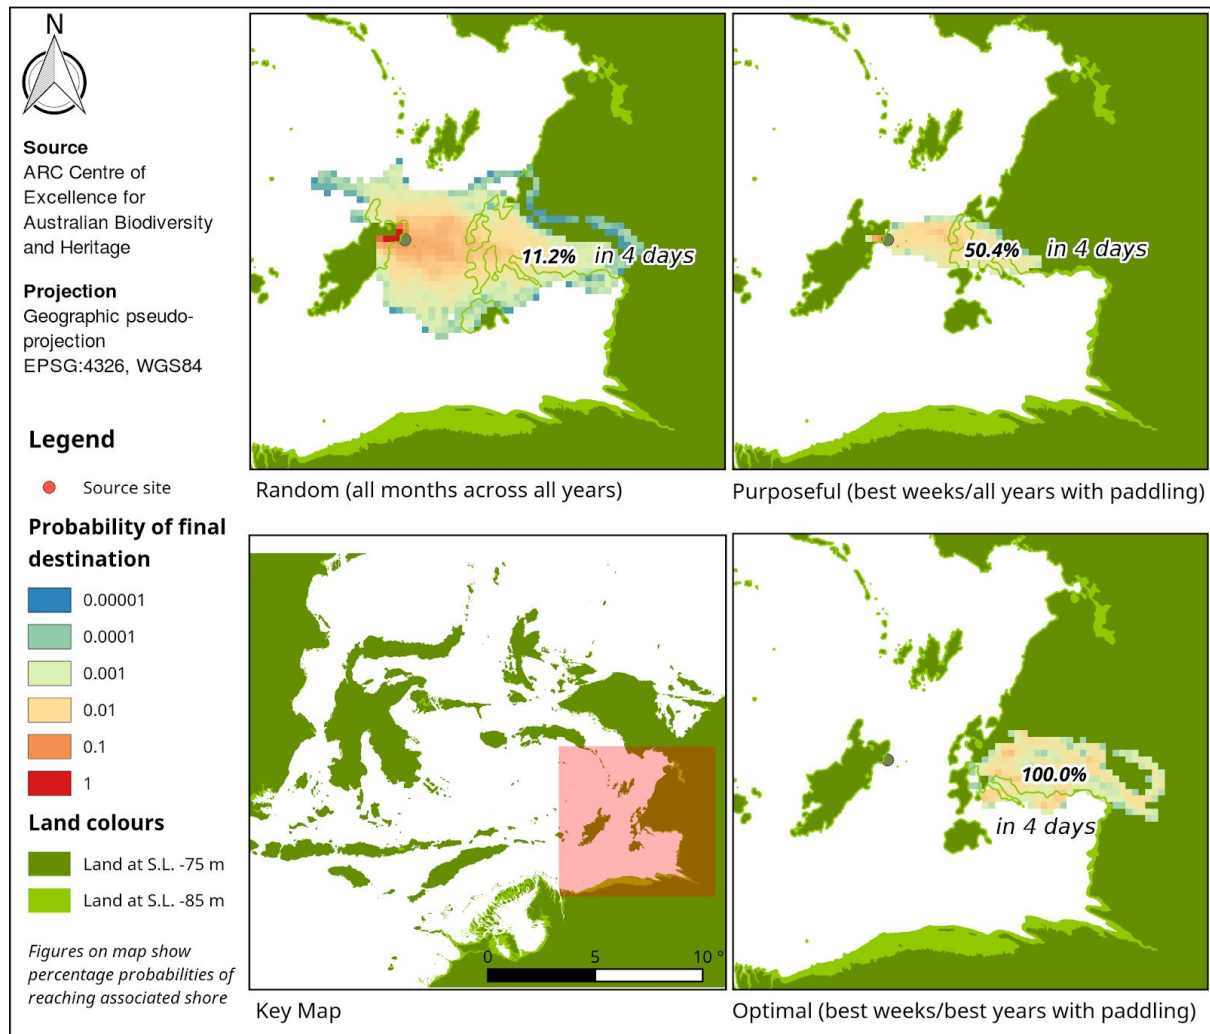 N
Source
ARC Centre of
Excellence for
Australian Biodiversity
and Heritage
Projection
Geographic pseudo-
projection
EPSG:4326, WGS84
Legend
Source site
Probability of final
destination
0.00001
0.0001
0.001
0.01
0.1
1
Land colours
Land at S.L. -75 m
Land at S.L. -85 m
Figures on map show
percentage probabilities of
reaching associated shore
11.2% in 4 days
Random (all months across all years)
50.4% in 4 days
Purposeful (best weeks/all years with paddling)
0 5 10 °
Key Map
100.0%
in 4 days
Optimal (best weeks/best years with paddling)